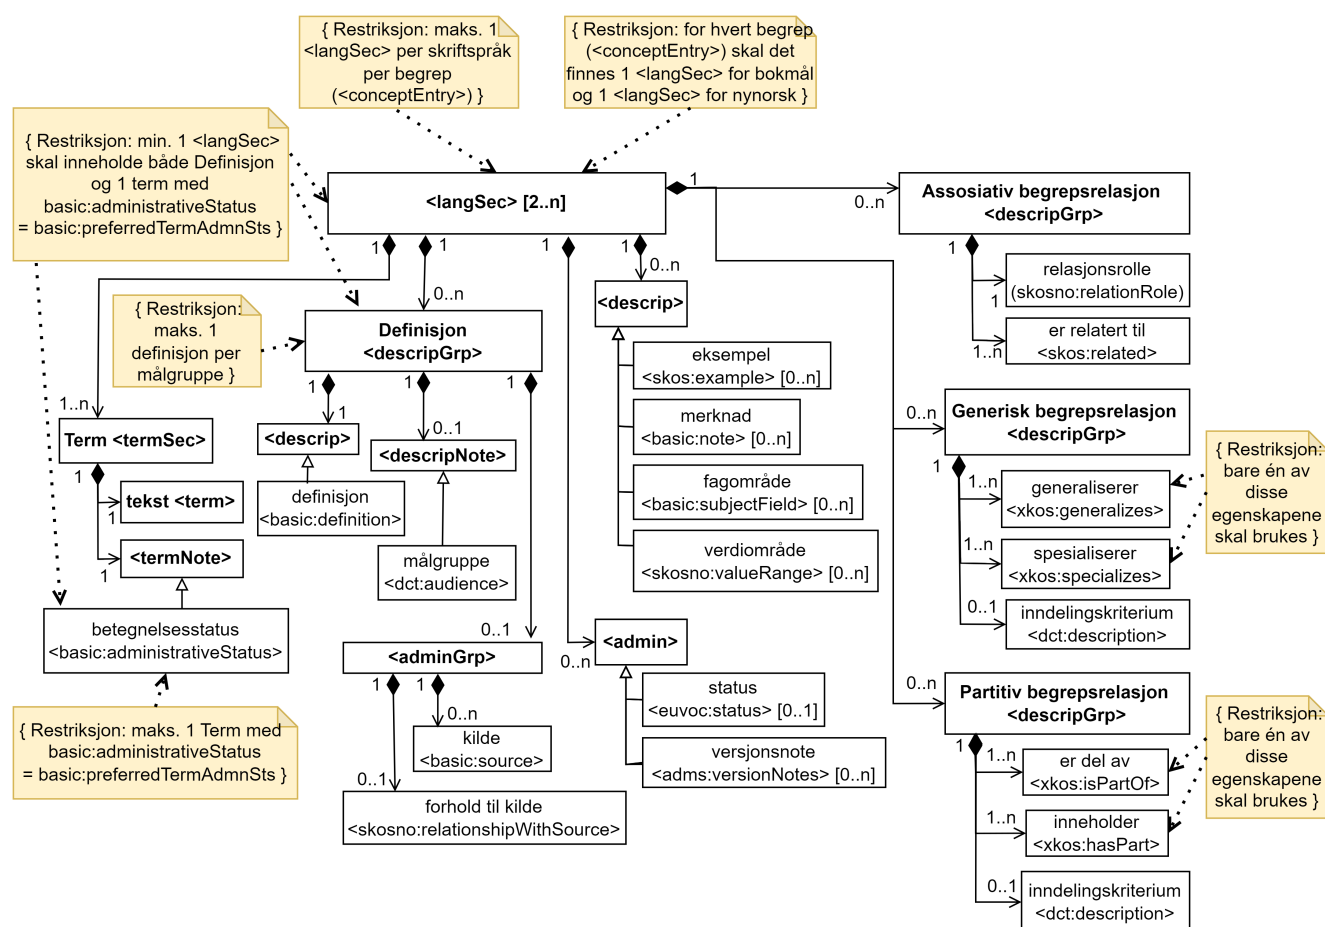 { Restriksjon: maks. 1
<langSec> per skriftspråk
per begrep
(<conceptEntry>) }
{ Restriksjon: for hvert begrep
(<conceptEntry>) skal det
finnes 1 <langSec> for bokmål
og 1 <langSec> for nynorsk }
{ Restriksjon: min. 1 <langSec>
skal inneholde både Definisjon
og 1 term med
basic:administrativeStatus
= basic:preferredTermAdmnSts }
<langSec> [2..n]
1
0..n
Assosiativ begrepsrelasjon
<descripGrp>
1
1
1
1
1
relasjonsrolle
(skosno:relationRole)
1
er relatert til
<skos:related>
1..n
0..n
0..n
{ Restriksjon:
maks. 1
definisjon per
målgruppe }
Definisjon
<descripGrp>
<descrip>
eksempel
<skos:example> [0..n]
merknad
<basic:note> [0..n]
fagområde
<basic:subjectField> [0..n]
verdiområde
<skosno:valueRange> [0..n]
1
1
1
1..n
1
0..1
Term <termSec>
1
tekst <term>
1
<termNote>
1
<descrip>
definisjon
<basic:definition>
<descripNote>
målgruppe
<dct:audience>
0..n
Generisk begrepsrelasjon
<descripGrp>
1
1..n
generaliserer
<xkos:generalizes>
1..n
spesialiserer
<xkos:specializes>
0..1
inndelingskriterium
<dct:description>
{ Restriksjon:
bare én av
disse
egenskapene
skal brukes }
betegnelsesstatus
<basic:administrativeStatus>
{ Restriksjon: maks. 1 Term med
basic:administrativeStatus
= basic:preferredTermAdmnSts }
0..1
<adminGrp>
1
1
0..n
kilde
<basic:source>
0..1
forhold til kilde
<skosno:relationshipWithSource>
0..n
<admin>
status
<euvoc:status> [0..1]
versjonsnote
<adms:versionNotes> [0..n]
0..n
Partitiv begrepsrelasjon
<descripGrp>
1
1..n
er del av
<xkos:isPartOf>
1..n
inneholder
<xkos:hasPart>
0..1
inndelingskriterium
<dct:description>
{ Restriksjon:
bare én av
disse
egenskapene
skal brukes }